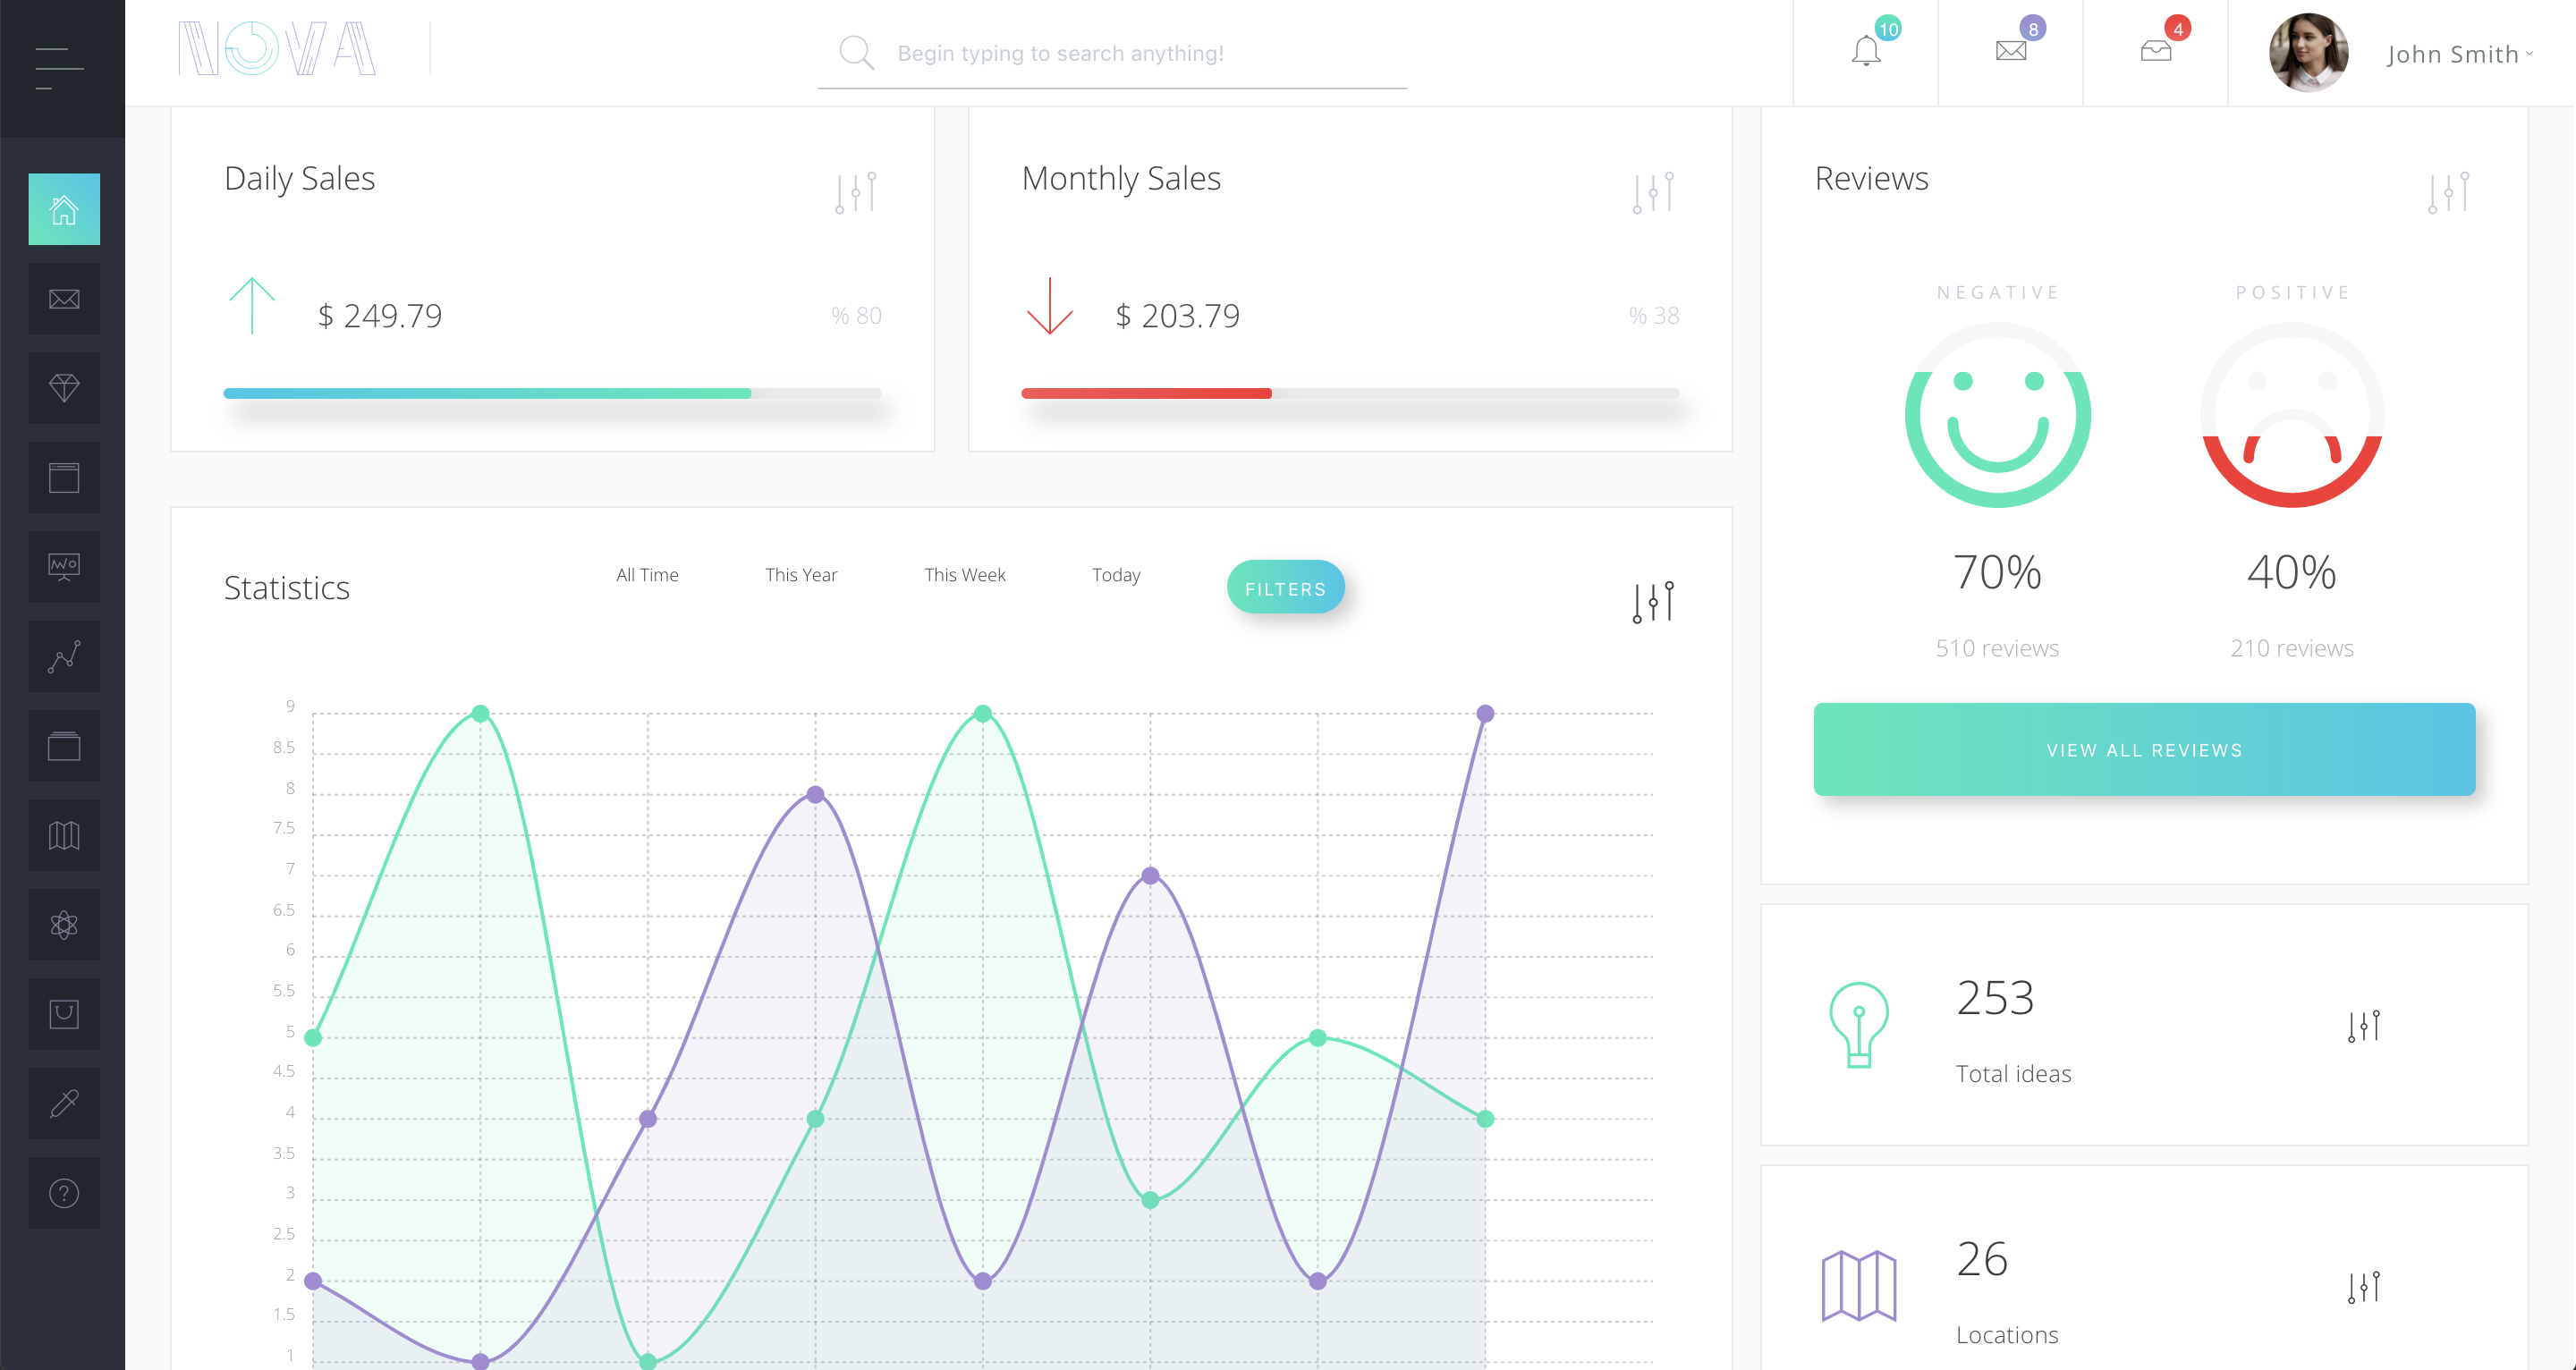 NOVA
Begin typing to search anything!
10
8
4
John Smith
Daily Sales
$ 249.79
% 80
Monthly Sales
$ 203.79
% 38
Reviews
NEGATIVE
POSITIVE
70%
40%
510 reviews
210 reviews
VIEW ALL REVIEWS
Statistics
All Time
This Year
This Week
Today
FILTERS
9
8.5
8
7.5
7
6.5
6
5.5
5
4.5
4
3.5
3
2.5
2
1.5
1
253
Total ideas
26
Locations